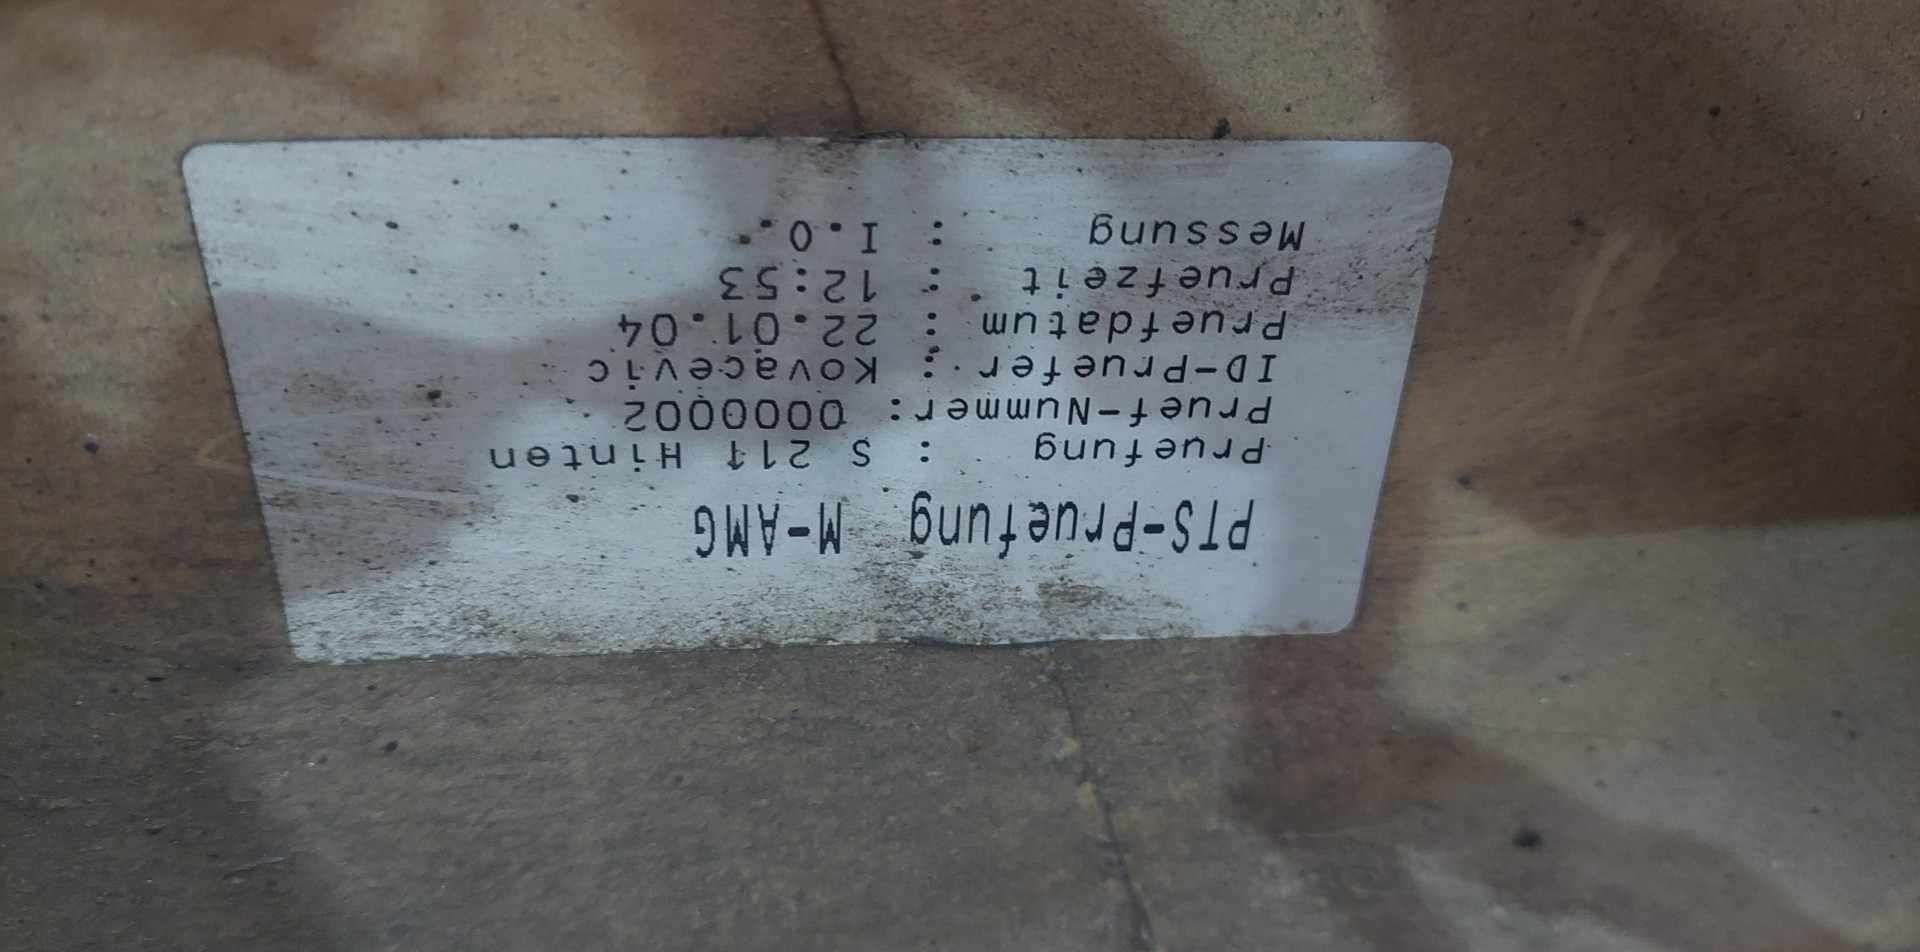 PTS-Pruefung M-AMG
Pruefung : S 211 Hinten
Pruef-Nummer: 0000002
ID-Pruefer : Kovacevic
Pruefdatum : 22.01.04
Pruefzeit : 12:53
Messung : I.O.